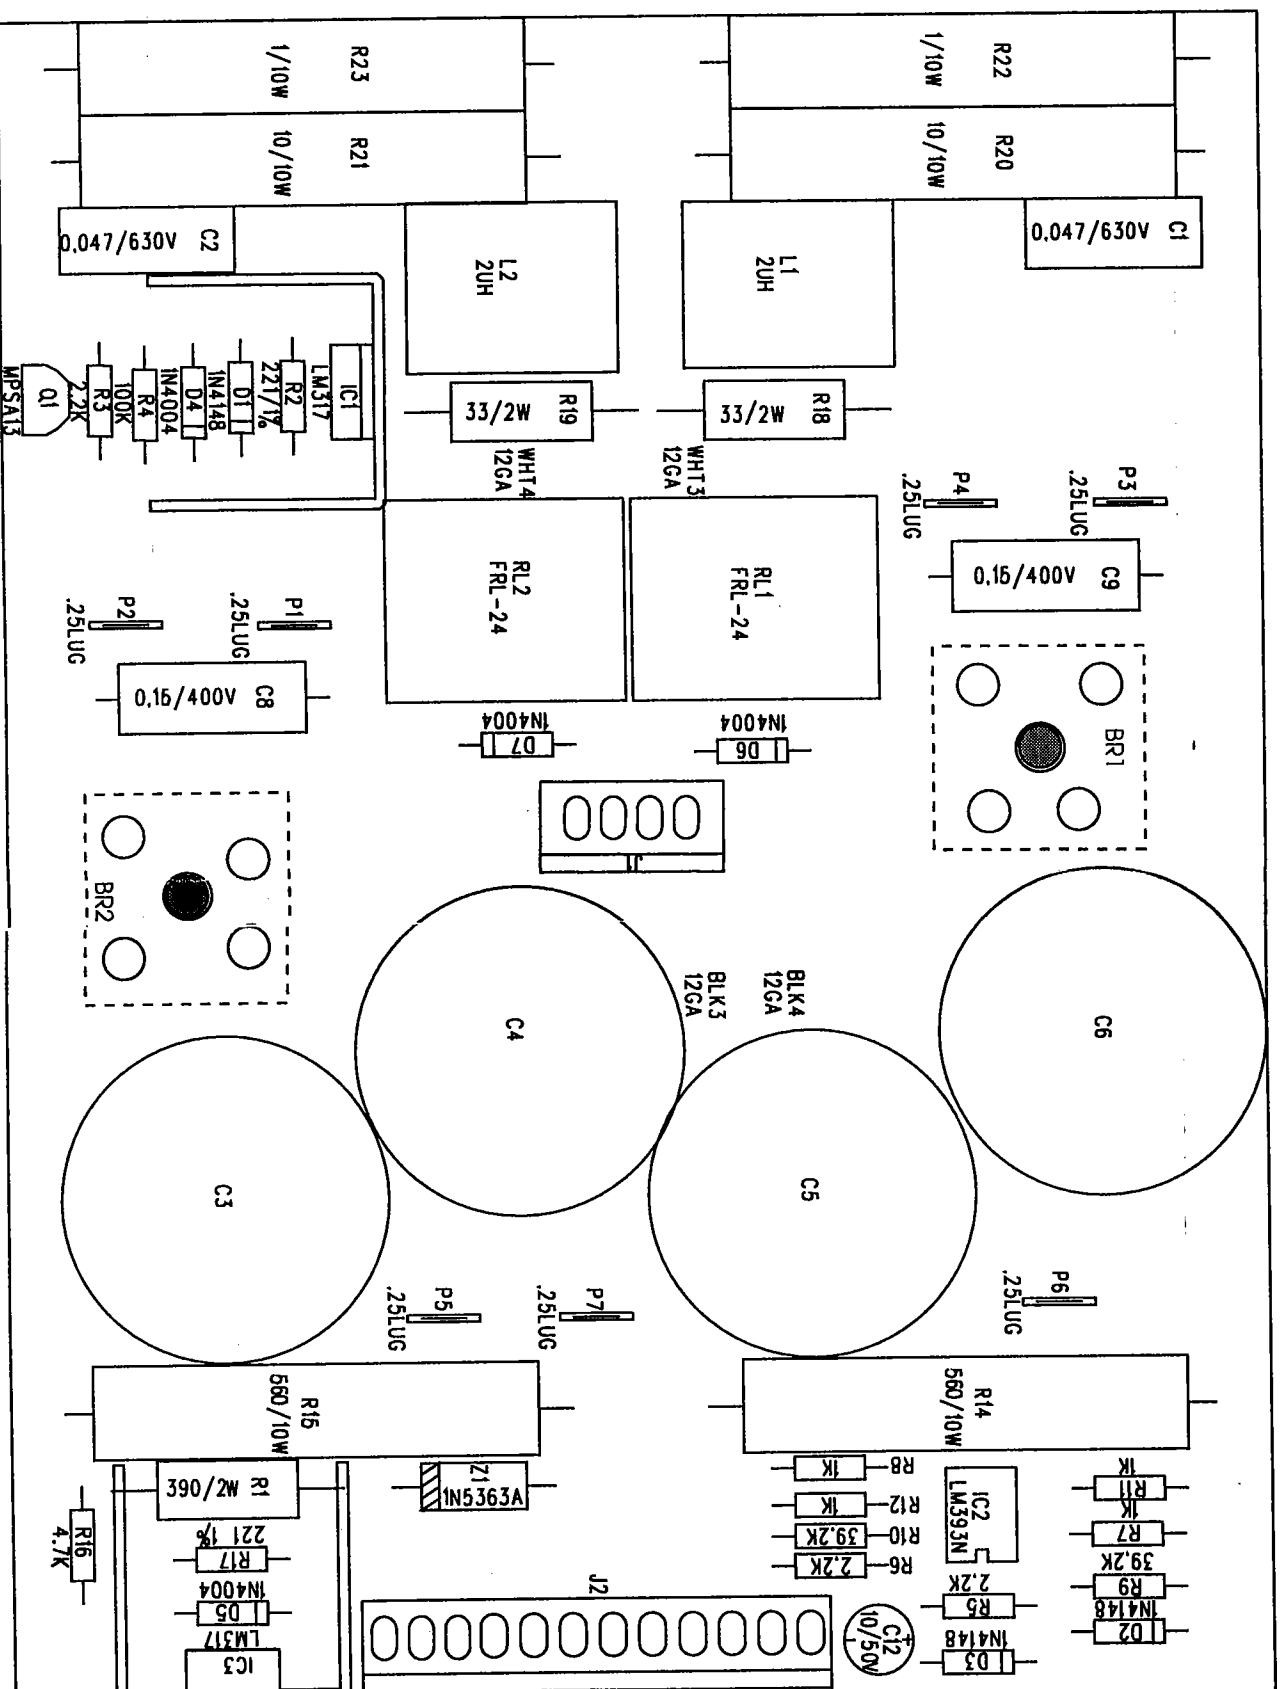 R23
1/10W
R22
1/10W
R21
10/10W
R20
10/10W
C2
0.047/630V
L2
2UH
L1
2UH
C1
0.047/630V
Q1
MPSA13
R3
2.2K
R4
100K
D4
1N4004
D1
1N4148
R2
221/1%
IC1
LM317
R19
33/2W
R18
33/2W
WHT4
12GA
WHT3
12GA
P4
.25LUG
P3
.25LUG
RL2
FRL-24
RL1
FRL-24
C9
0.15/400V
P2
.25LUG
P1
.25LUG
C8
0.15/400V
D7
1N4004
D6
1N4004
BR1
J1
BR2
C4
BLK3
12GA
BLK4
12GA
C6
C3
C5
P5
.25LUG
P7
.25LUG
P6
.25LUG
R15
560/10W
R14
560/10W
R1
390/2W
Z1
1N5363A
R8
1K
R12
1K
R10
39.2K
R6
2.2K
IC2
LM393N
R11
1K
R7
1K
R9
39.2K
D2
1N4148
R5
2.2K
D3
1N4148
R16
4.7K
R17
221 1%
D5
1N4004
IC3
LM317
J2
C12
10/50V
+
-